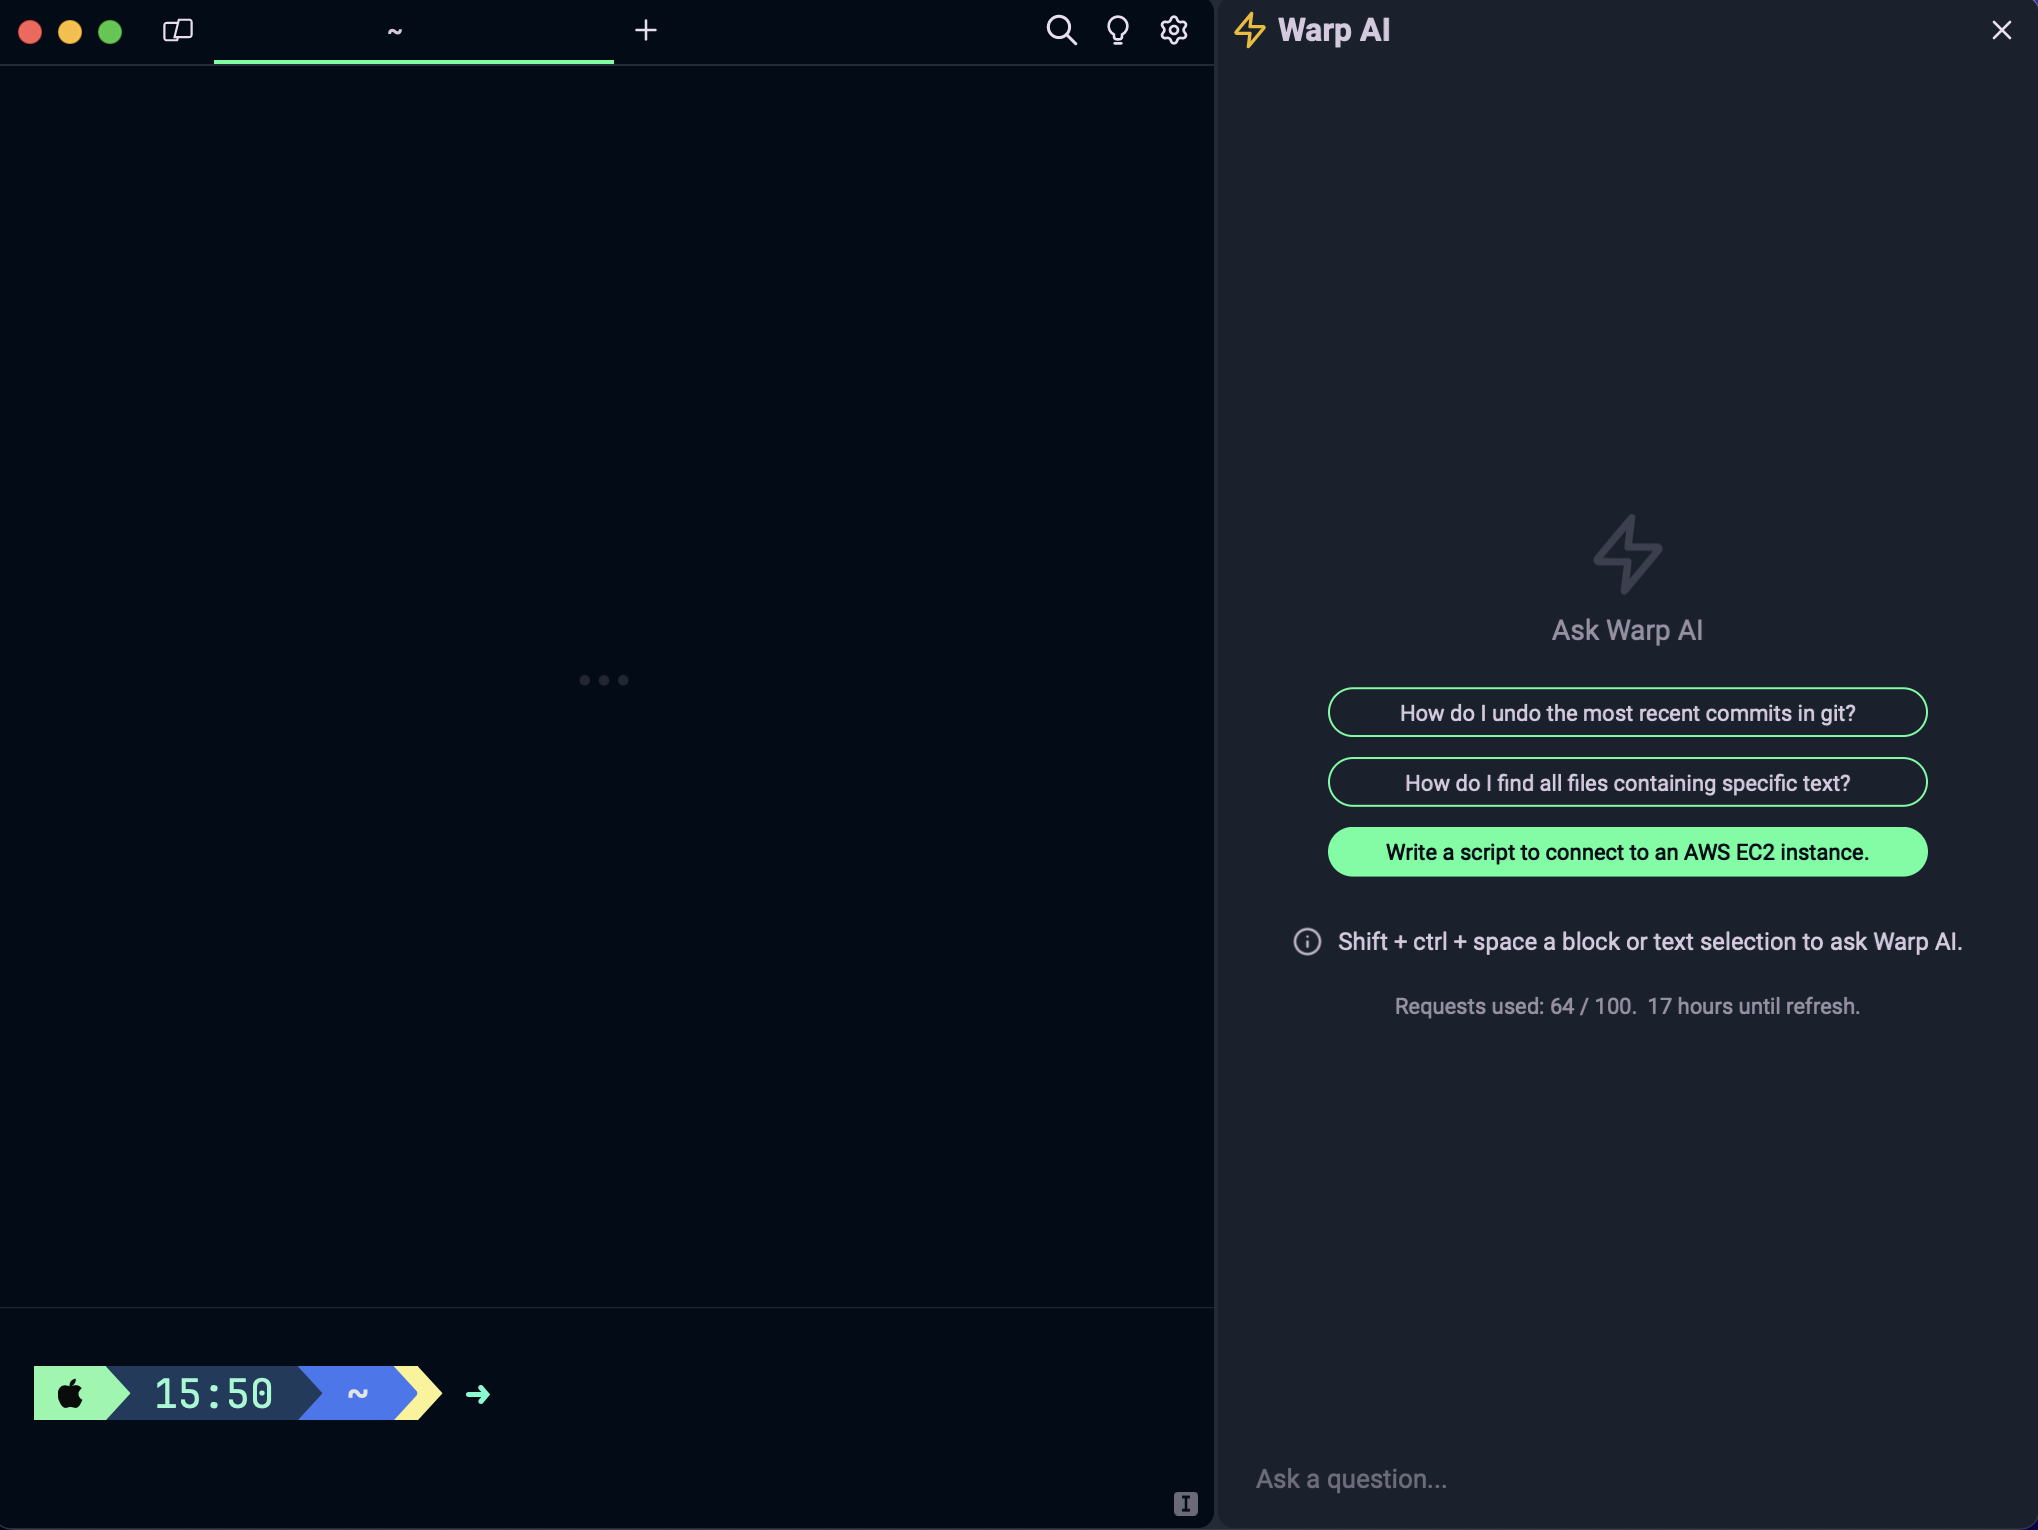 ~
Warp AI
Ask Warp AI
How do I undo the most recent commits in git?
How do I find all files containing specific text?
Write a script to connect to an AWS EC2 instance.
Shift + ctrl + space a block or text selection to ask Warp AI.
Requests used: 64 / 100.  17 hours until refresh.
15:50 ~ ➜
Ask a question...
I